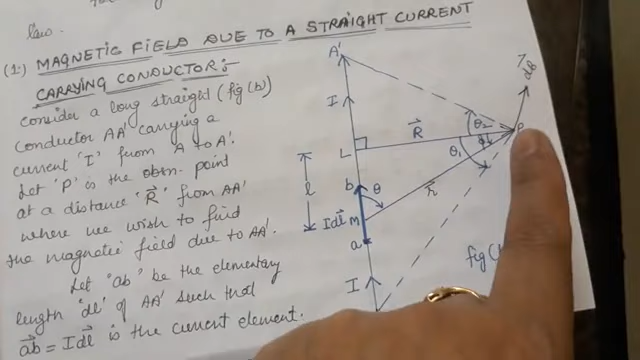 law.
(1.) MAGNETIC FIELD DUE TO A STRAIGHT CURRENT
CARRYING CONDUCTOR:-
Consider a long straight (fig(b)
Conductor AA' carrying a
current 'I' from A to A'.
Let 'P' is the obsn. point
at a distance 'R⃗' from AA'
where we wish to find
the magnetic field due to AA'.
Let 'ab' be the elementary
length 'dl' of AA' such that
a⃗b = Idl⃗ is the current element.
A'
I
L
R⃗
θ₂
θ₁
P
dB⃗
l
b
θ
r⃗
Idl⃗
M
a
I
fig(